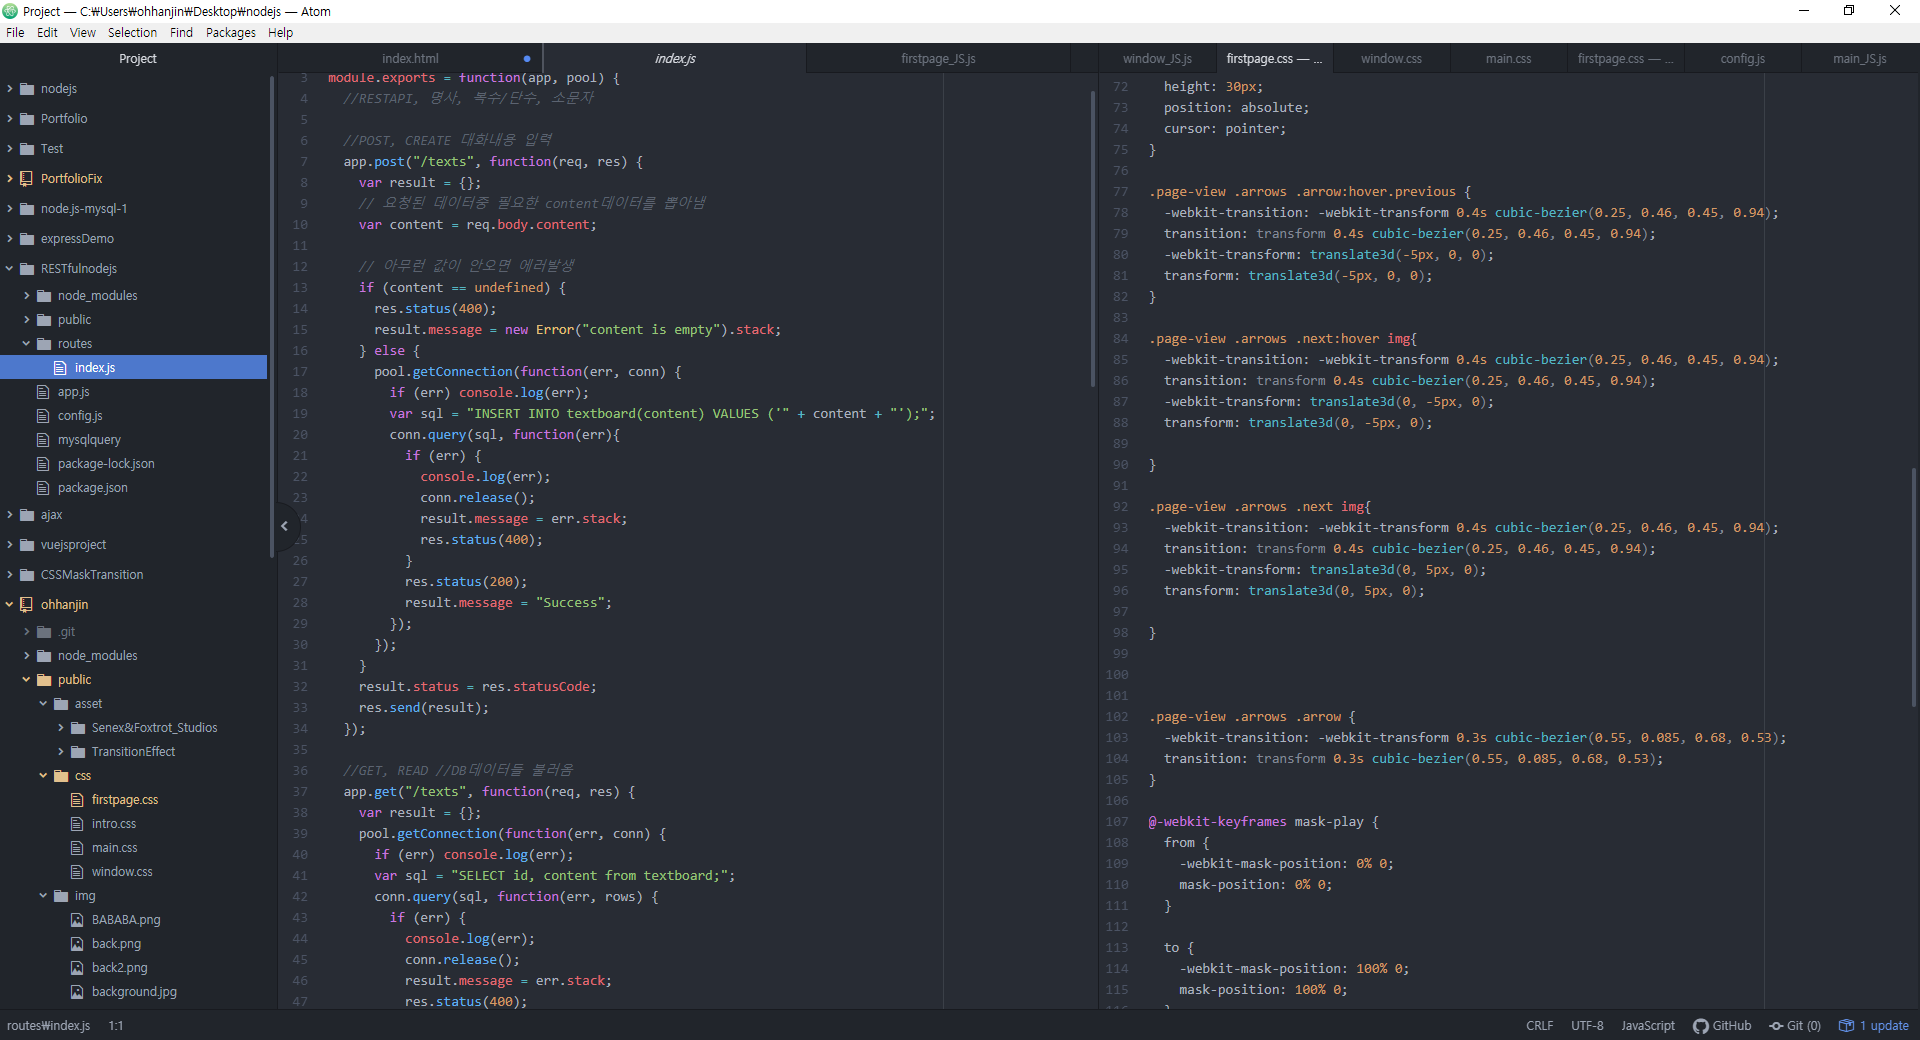 Project — C:₩Users₩ohhanjin₩Desktop₩nodejs — Atom
File Edit View Selection Find Packages Help
Project
nodejs
Portfolio
Test
PortfolioFix
node.js-mysql-1
expressDemo
RESTfulnodejs
node_modules
public
routes
index.js
app.js
config.js
mysqlquery
package-lock.json
package.json
ajax
vuejsproject
CSSMaskTransition
ohhanjin
.git
node_modules
public
asset
Senex&Foxtrot_Studios
TransitionEffect
css
firstpage.css
intro.css
main.css
window.css
img
BABABA.png
back.png
back2.png
background.jpg
index.html index.js firstpage_JS.js
3 module.exports = function(app, pool) {
4 //RESTAPI, 명사, 복수/단수, 소문자
5
6 //POST, CREATE 대화내용 입력
7 app.post("/texts", function(req, res) {
8 var result = {};
9 // 요청된 데이터중 필요한 content데이터를 뽑아냄
10 var content = req.body.content;
11
12 // 아무런 값이 안오면 에러발생
13 if (content == undefined) {
14 res.status(400);
15 result.message = new Error("content is empty").stack;
16 } else {
17 pool.getConnection(function(err, conn) {
18 if (err) console.log(err);
19 var sql = "INSERT INTO textboard(content) VALUES ('" + content + "');";
20 conn.query(sql, function(err){
21 if (err) {
22 console.log(err);
23 conn.release();
4 result.message = err.stack;
5 res.status(400);
26 }
27 res.status(200);
28 result.message = "Success";
29 });
30 });
31 }
32 result.status = res.statusCode;
33 res.send(result);
34 });
35
36 //GET, READ //DB데이터들 불러옴
37 app.get("/texts", function(req, res) {
38 var result = {};
39 pool.getConnection(function(err, conn) {
40 if (err) console.log(err);
41 var sql = "SELECT id, content from textboard;";
42 conn.query(sql, function(err, rows) {
43 if (err) {
44 console.log(err);
45 conn.release();
46 result.message = err.stack;
47 res.status(400);
window_JS.js firstpage.css — ... window.css main.css firstpage.css — ... config.js main_JS.js
72 height: 30px;
73 position: absolute;
74 cursor: pointer;
75 }
76
77 .page-view .arrows .arrow:hover.previous {
78 -webkit-transition: -webkit-transform 0.4s cubic-bezier(0.25, 0.46, 0.45, 0.94);
79 transition: transform 0.4s cubic-bezier(0.25, 0.46, 0.45, 0.94);
80 -webkit-transform: translate3d(-5px, 0, 0);
81 transform: translate3d(-5px, 0, 0);
82 }
83
84 .page-view .arrows .next:hover img{
85 -webkit-transition: -webkit-transform 0.4s cubic-bezier(0.25, 0.46, 0.45, 0.94);
86 transition: transform 0.4s cubic-bezier(0.25, 0.46, 0.45, 0.94);
87 -webkit-transform: translate3d(0, -5px, 0);
88 transform: translate3d(0, -5px, 0);
89
90 }
91
92 .page-view .arrows .next img{
93 -webkit-transition: -webkit-transform 0.4s cubic-bezier(0.25, 0.46, 0.45, 0.94);
94 transition: transform 0.4s cubic-bezier(0.25, 0.46, 0.45, 0.94);
95 -webkit-transform: translate3d(0, 5px, 0);
96 transform: translate3d(0, 5px, 0);
97
98 }
99
100
101
102 .page-view .arrows .arrow {
103 -webkit-transition: -webkit-transform 0.3s cubic-bezier(0.55, 0.085, 0.68, 0.53);
104 transition: transform 0.3s cubic-bezier(0.55, 0.085, 0.68, 0.53);
105 }
106
107 @-webkit-keyframes mask-play {
108 from {
109 -webkit-mask-position: 0% 0;
110 mask-position: 0% 0;
111 }
112
113 to {
114 -webkit-mask-position: 100% 0;
115 mask-position: 100% 0;
routes₩index.js 1:1 CRLF UTF-8 JavaScript GitHub Git (0) 1 update